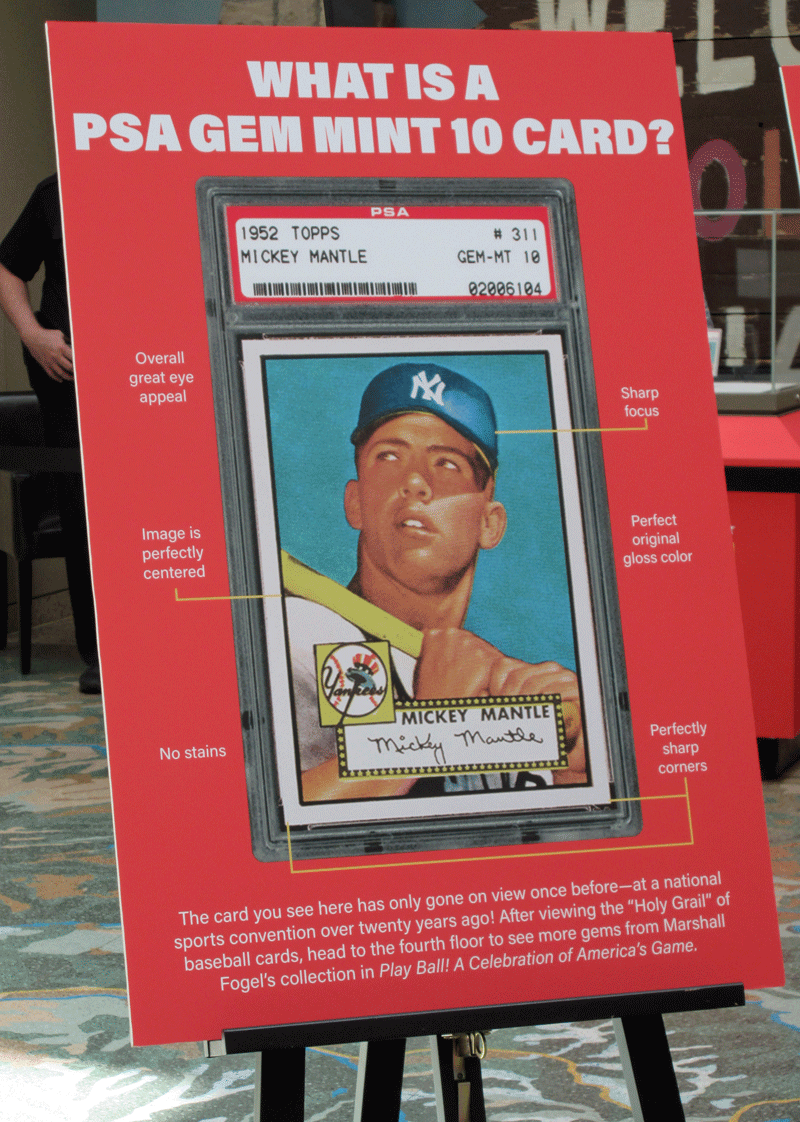 WHAT IS A
PSA GEM MINT 10 CARD?
PSA
1952 TOPPS # 311
MICKEY MANTLE GEM-MT 10
02006104
Overall
great eye
appeal
NY
Sharp
focus
Image is
perfectly
centered
Perfect
original
gloss color
Yankees
MICKEY MANTLE
Mickey Mantle
No stains
Perfectly
sharp
corners
The card you see here has only gone on view once before—at a national
sports convention over twenty years ago! After viewing the “Holy Grail” of
baseball cards, head to the fourth floor to see more gems from Marshall
Fogel’s collection in Play Ball! A Celebration of America’s Game.